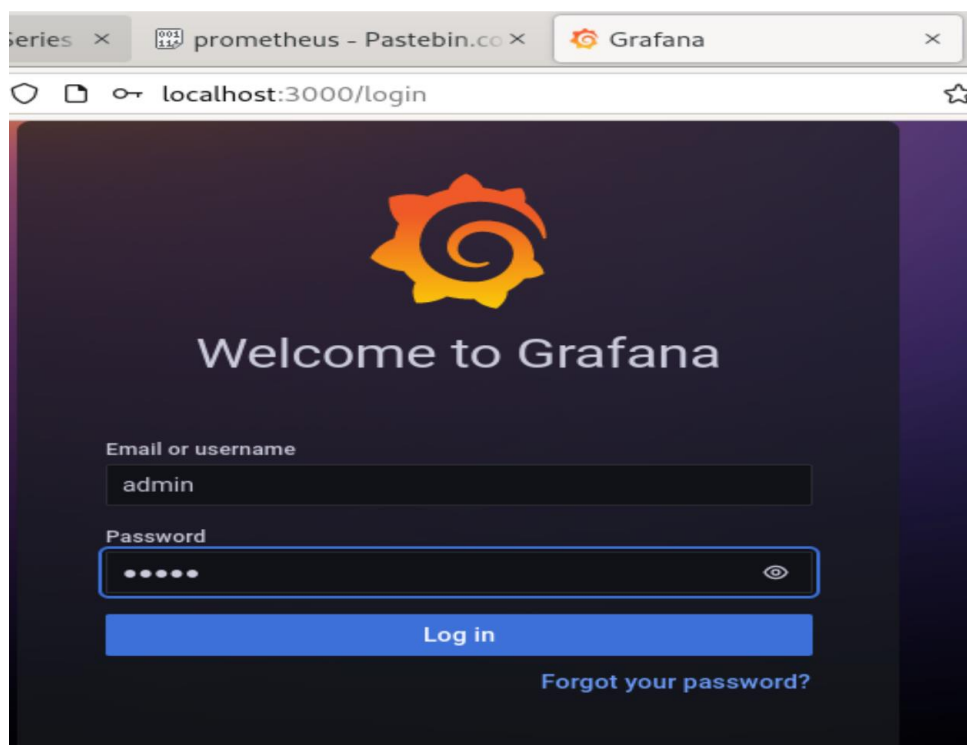 Series × prometheus - Pastebin.co × Grafana ×
localhost:3000/login
Welcome to Grafana
Email or username
admin
Password
•••••
Log in
Forgot your password?